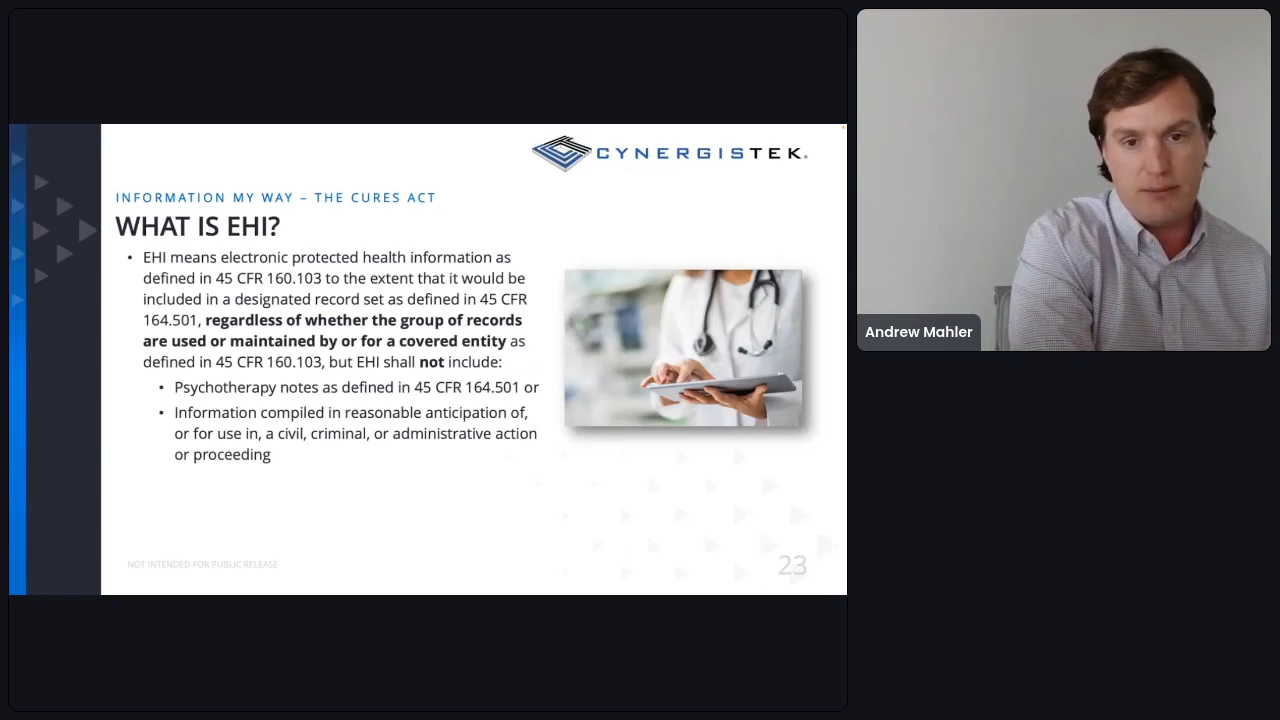 CYNERGISTEK®
INFORMATION MY WAY – THE CURES ACT
WHAT IS EHI?
• EHI means electronic protected health information as
defined in 45 CFR 160.103 to the extent that it would be
included in a designated record set as defined in 45 CFR
164.501, regardless of whether the group of records
are used or maintained by or for a covered entity as
defined in 45 CFR 160.103, but EHI shall not include:
• Psychotherapy notes as defined in 45 CFR 164.501 or
• Information compiled in reasonable anticipation of,
or for use in, a civil, criminal, or administrative action
or proceeding
NOT INTENDED FOR PUBLIC RELEASE
23
Andrew Mahler